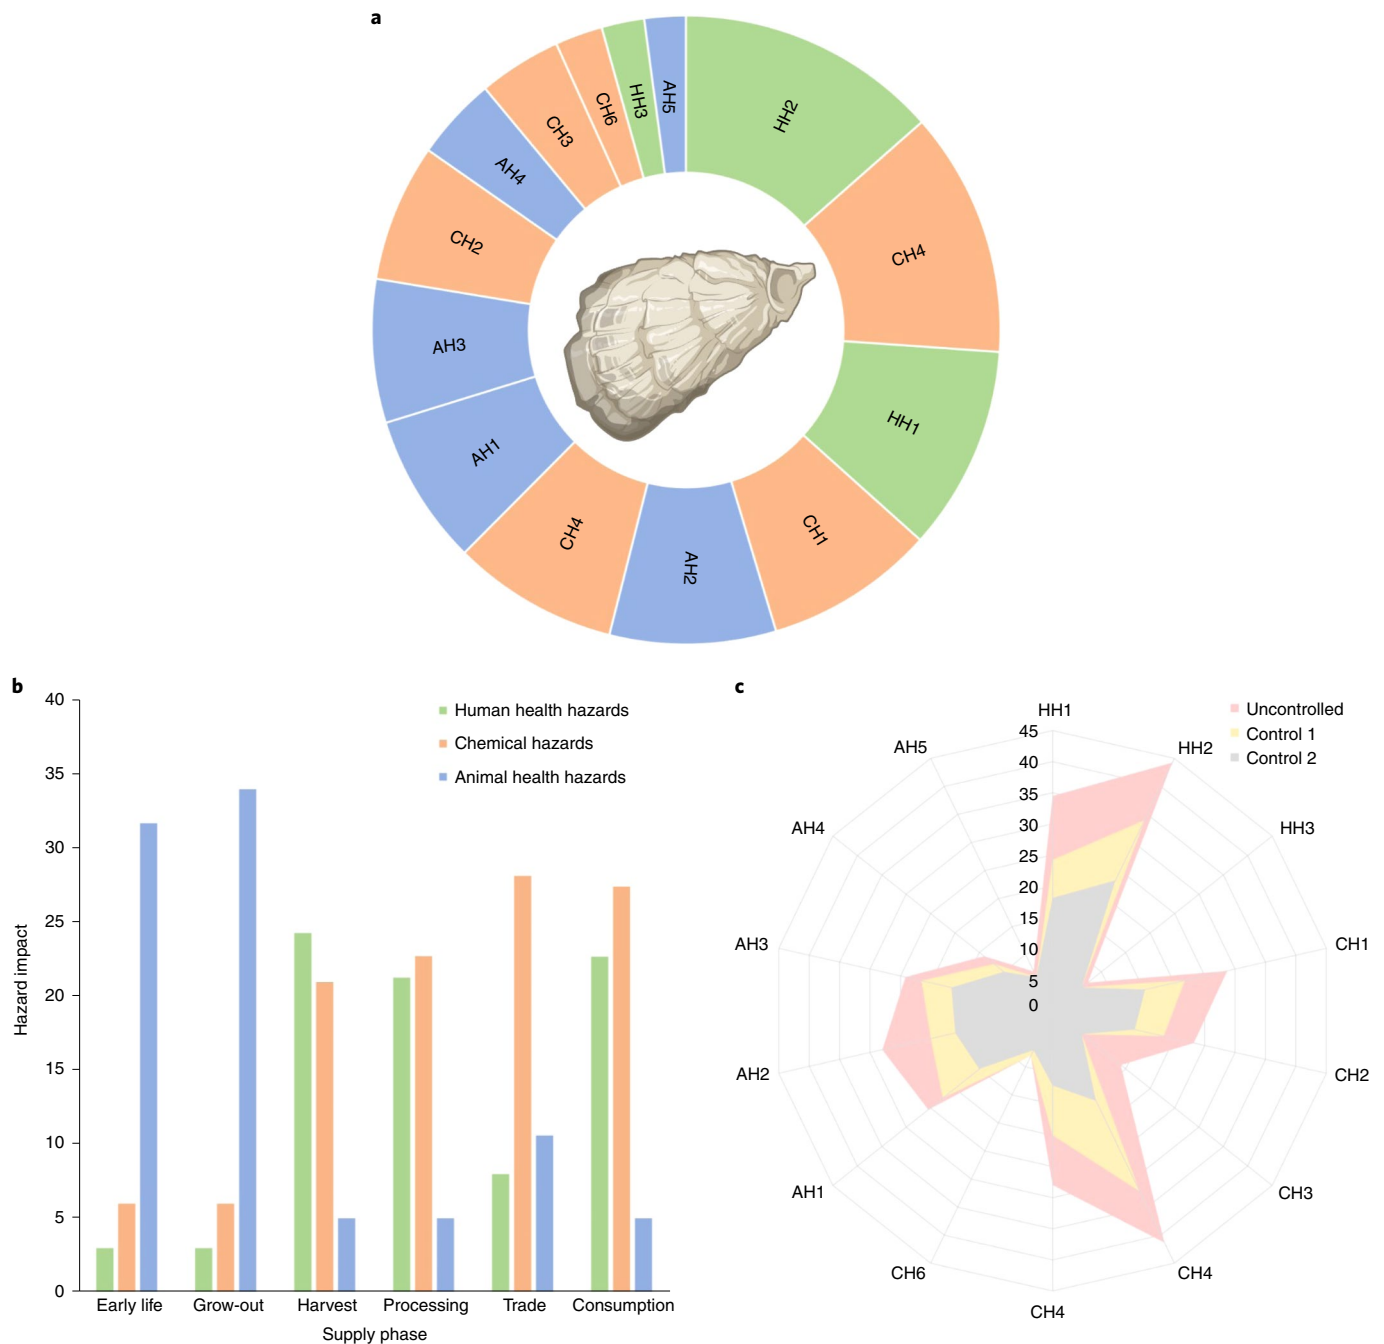 a
HH2
CH4
HH1
CH1
AH2
CH4
AH1
AH3
CH2
AH4
CH3
CH6
HH3
AH5
b
40
35
30
25
20
15
10
5
0
Hazard impact
Human health hazards
Chemical hazards
Animal health hazards
Early life
Grow-out
Harvest
Processing
Trade
Consumption
Supply phase
c
Uncontrolled
Control 1
Control 2
HH1
HH2
HH3
CH1
CH2
CH3
CH4
CH4
CH6
AH1
AH2
AH3
AH4
AH5
45
40
35
30
25
20
15
10
5
0